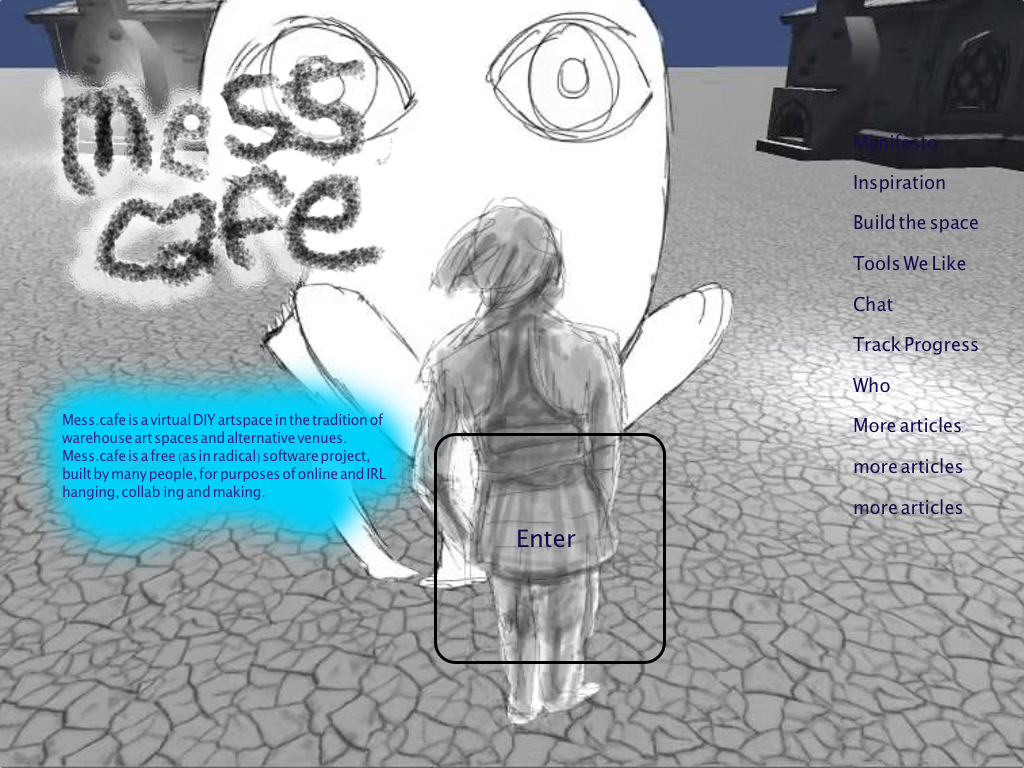 mess
cafe
Manifesto
Inspiration
Build the space
Tools We Like
Chat
Track Progress
Who
More articles
more articles
more articles
Mess.cafe is a virtual DIY artspace in the tradition of
warehouse art spaces and alternative venues.
Mess.cafe is a free (as in radical) software project,
built by many people, for purposes of online and IRL
hanging, collab ing and making.
Enter